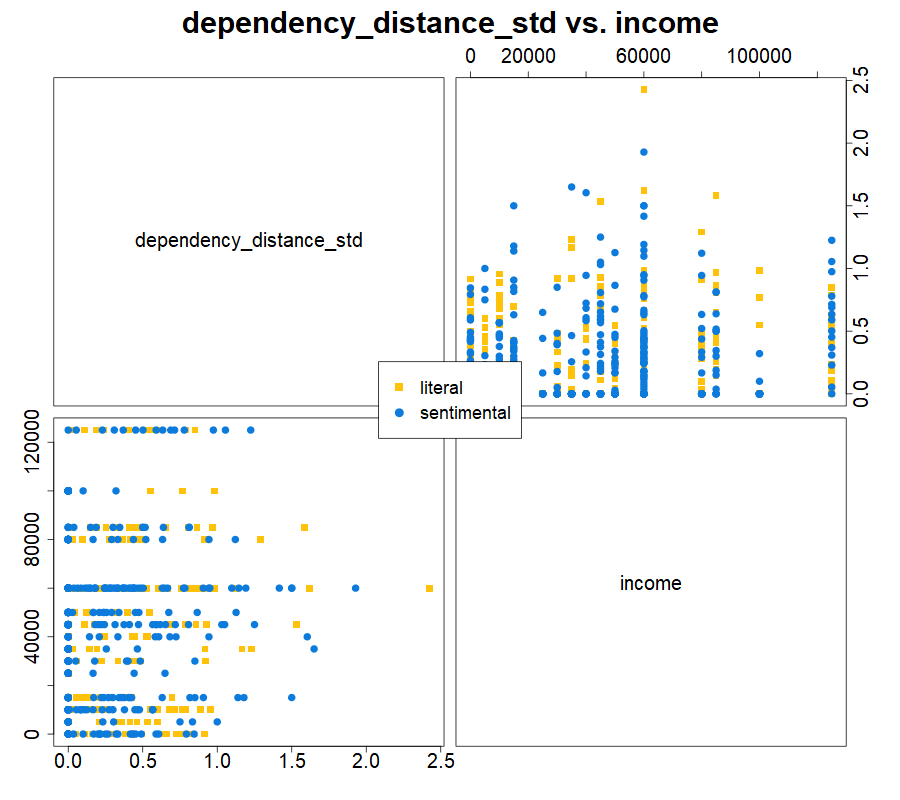 dependency_distance_std vs. income
0 20000 60000 100000
dependency_distance_std
0.0 0.5 1.0 1.5 2.0 2.5
literal
sentimental
0 40000 80000 120000
income
0.0 0.5 1.0 1.5 2.0 2.5